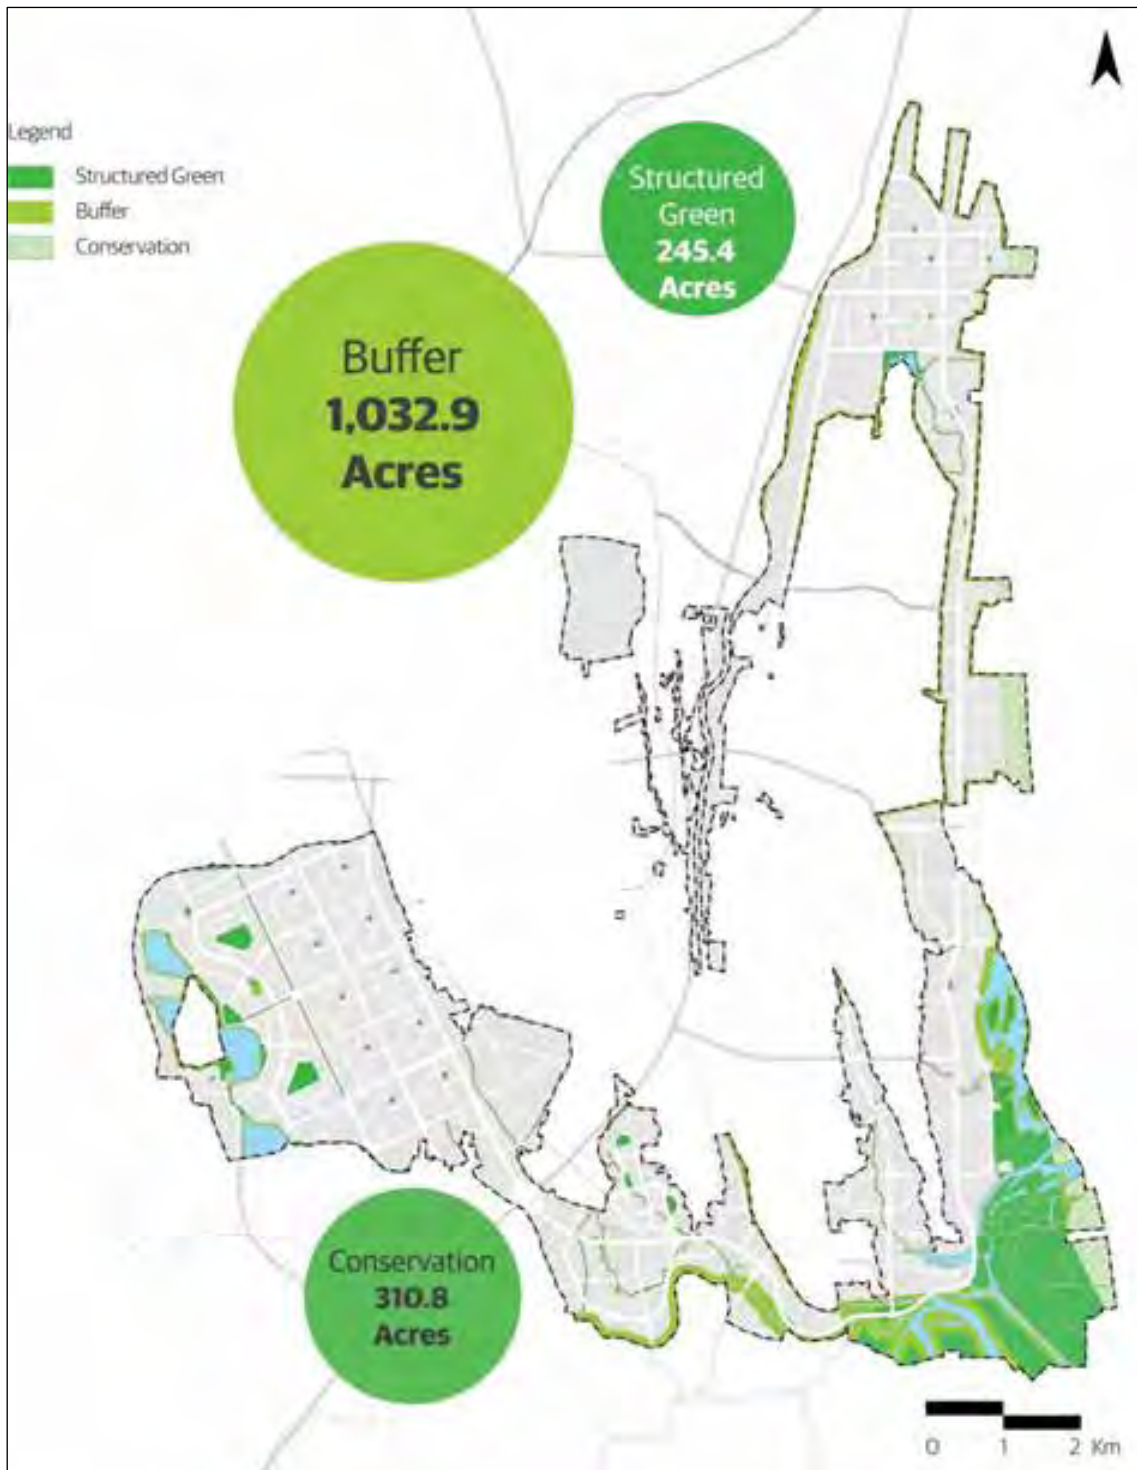 Legend
Structured Green
Buffer
Conservation
Structured
Green
245.4
Acres
Buffer
1,032.9
Acres
Conservation
310.8
Acres
0 1 2 Km